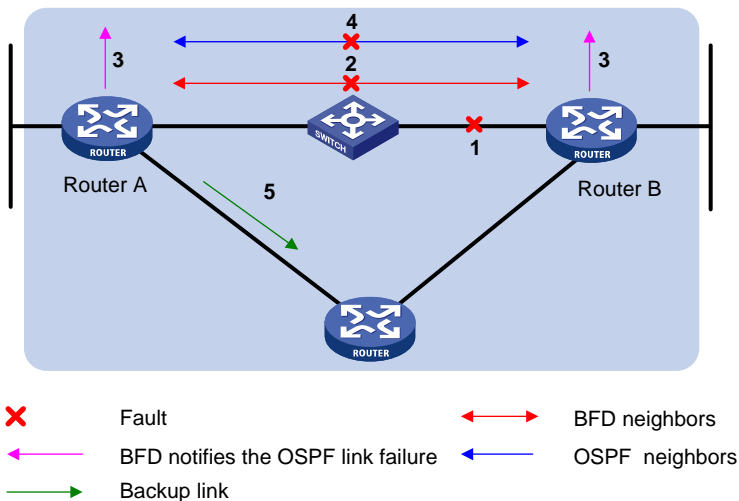 4
3
2
3
ROUTER
SWITCH
1
ROUTER
Router A
5
Router B
ROUTER
Fault
BFD neighbors
BFD notifies the OSPF link failure
OSPF neighbors
Backup link